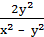 2y²
x² − y²